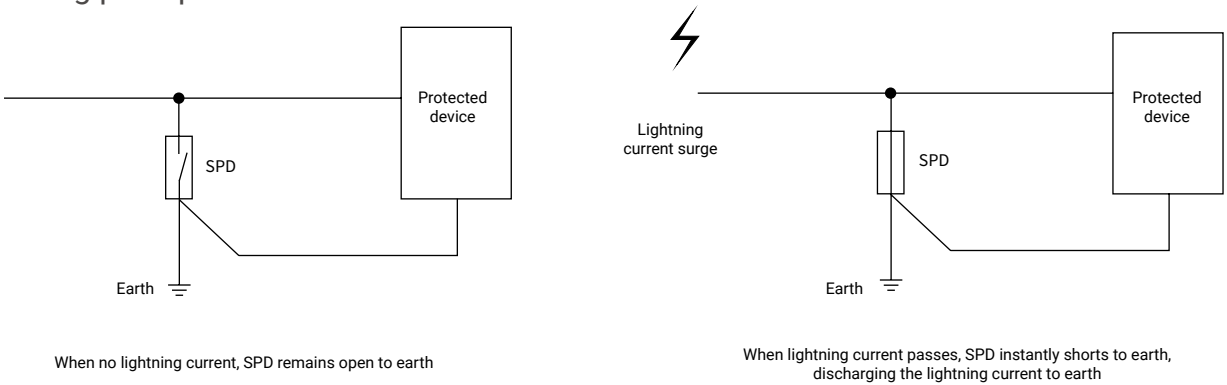 Protected
device
SPD
Earth
When no lightning current, SPD remains open to earth
Lightning
current surge
Protected
device
SPD
Earth
When lightning current passes, SPD instantly shorts to earth,
discharging the lightning current to earth